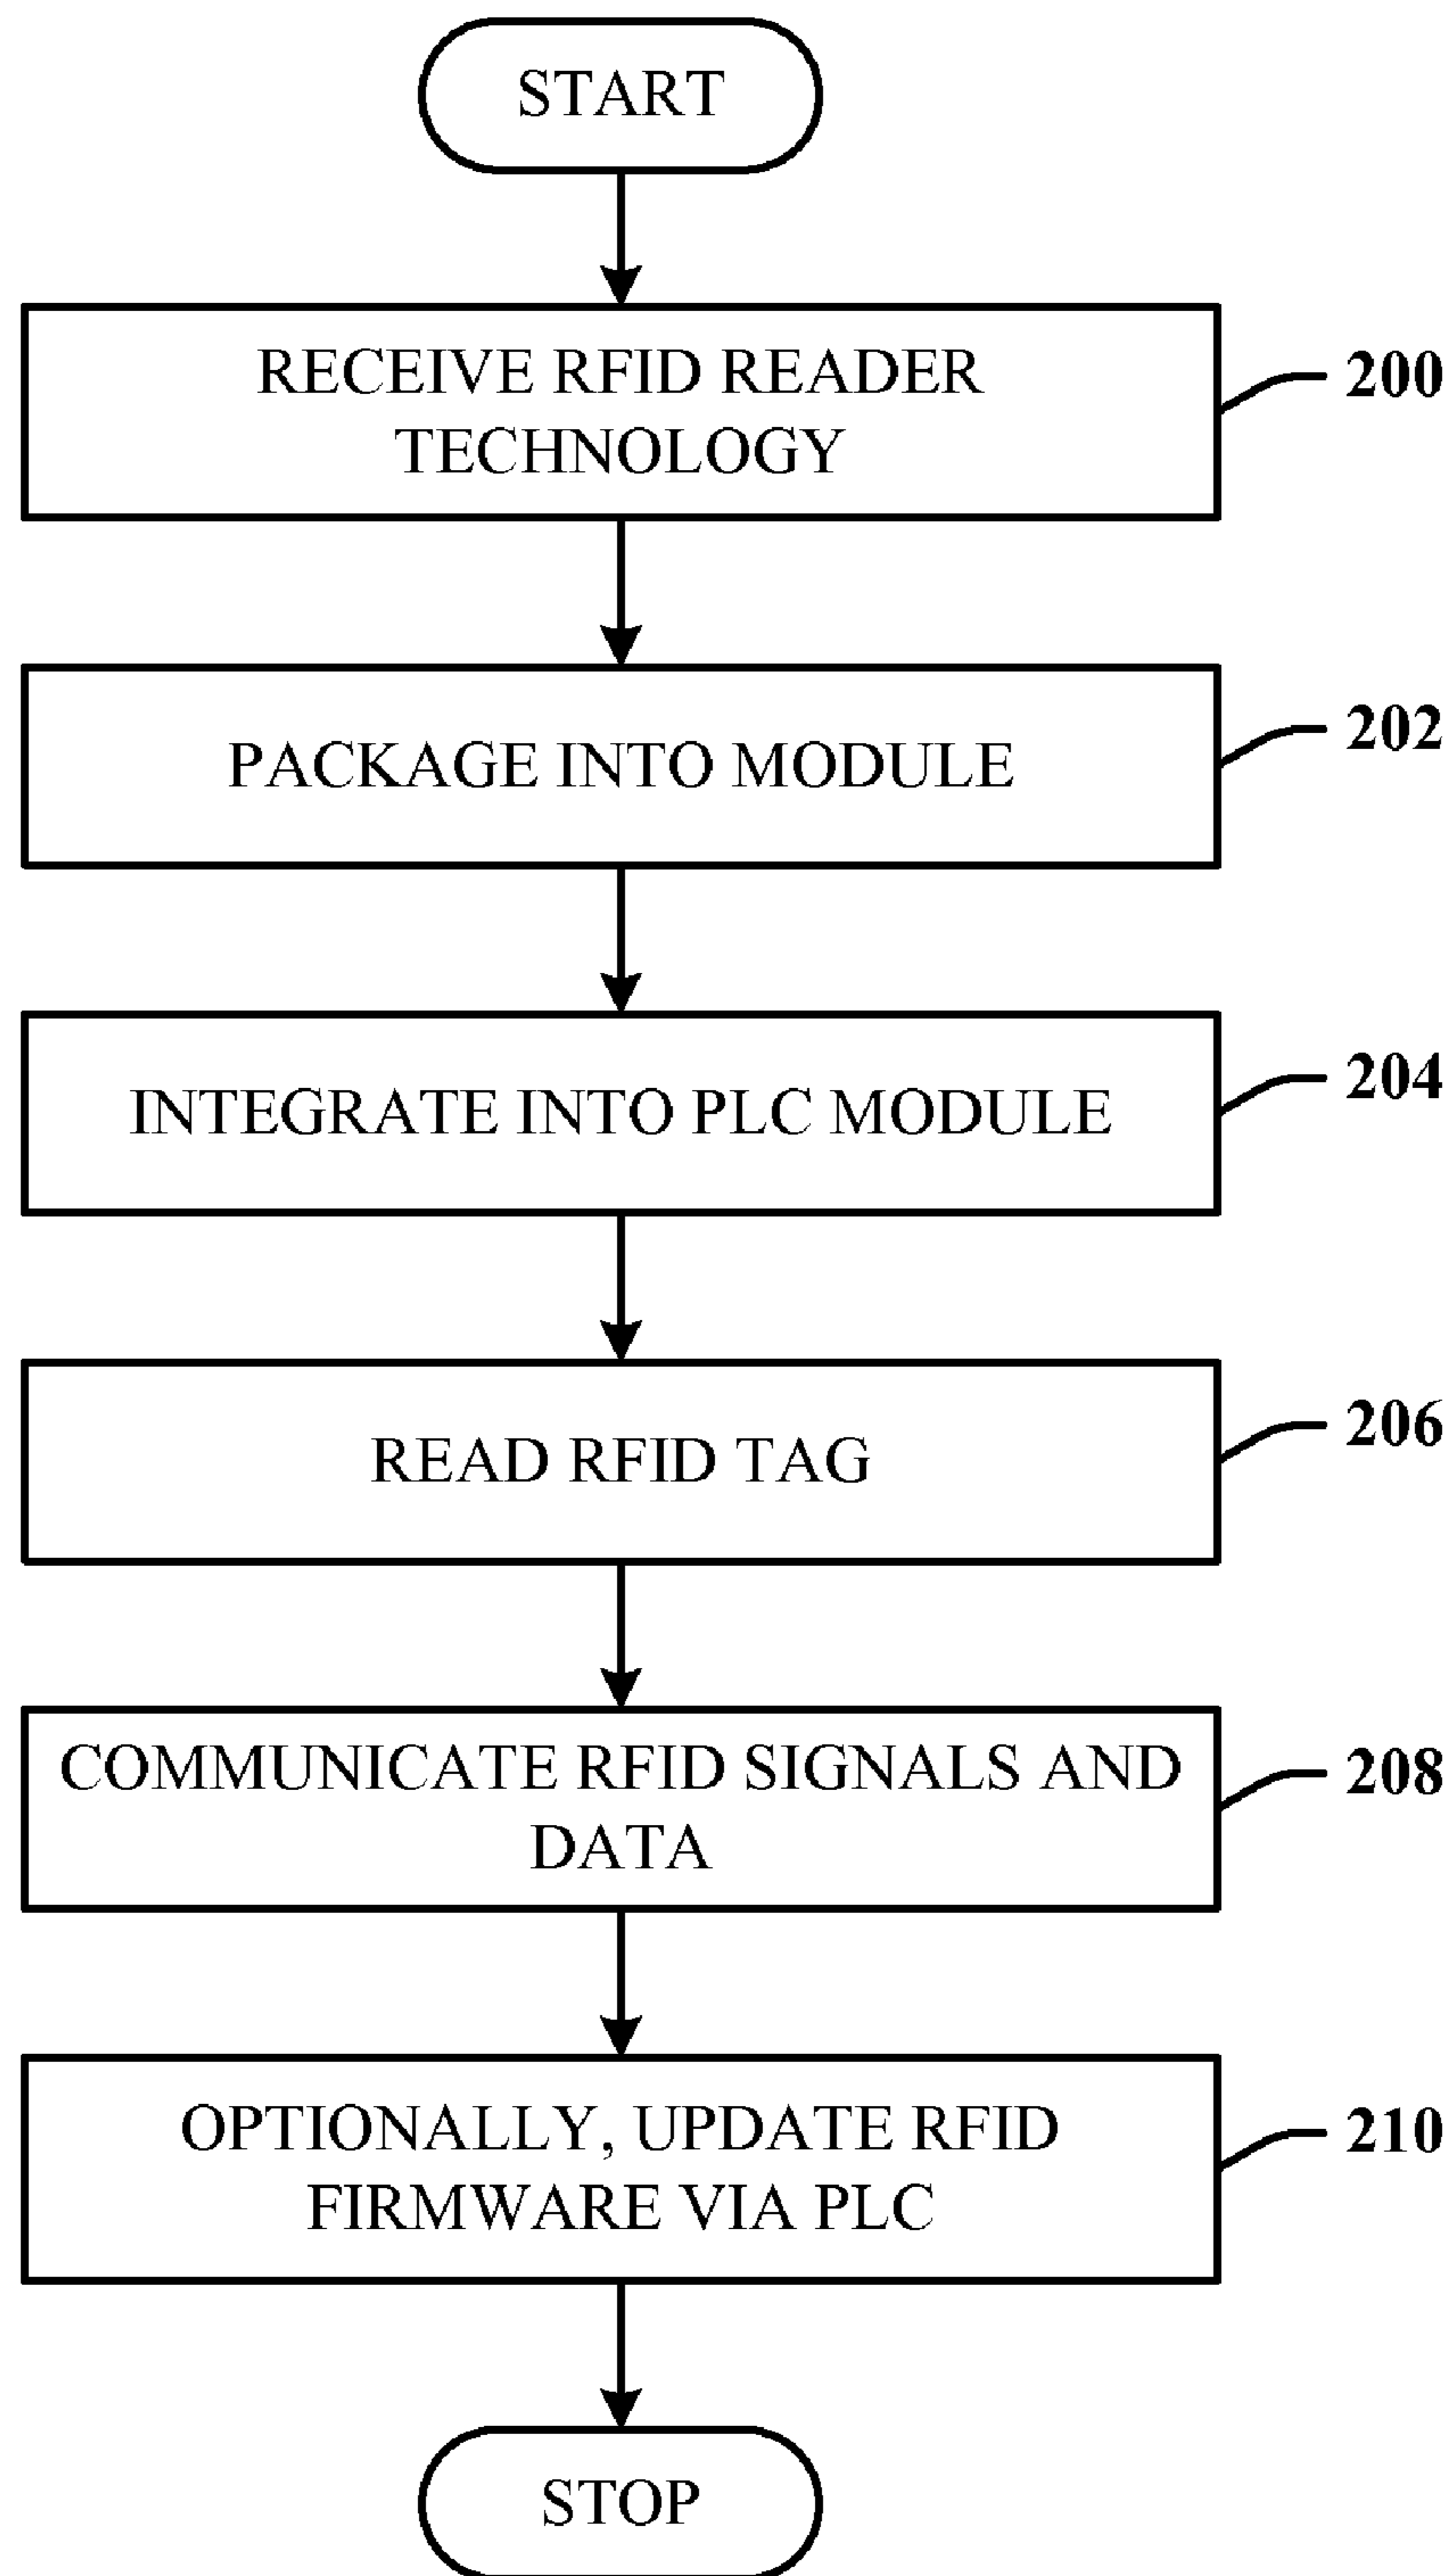 START
RECEIVE RFID READER
TECHNOLOGY
200
PACKAGE INTO MODULE
202
INTEGRATE INTO PLC MODULE
204
READ RFID TAG
206
COMMUNICATE RFID SIGNALS AND
DATA
208
OPTIONALLY, UPDATE RFID
FIRMWARE VIA PLC
210
STOP